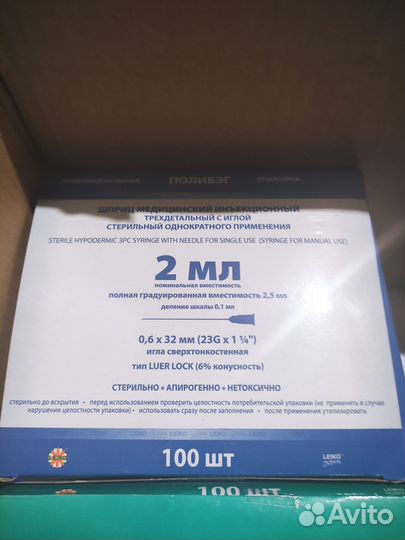 ИНДИВИДУАЛЬНАЯ ПОЛИБЭГ УПАКОВКА
ШПРИЦ МЕДИЦИНСКИЙ ИНЪЕКЦИОННЫЙ
ТРЕХДЕТАЛЬНЫЙ С ИГЛОЙ
СТЕРИЛЬНЫЙ ОДНОКРАТНОГО ПРИМЕНЕНИЯ
STERILE HYPODERMIC 3PC SYRINGE WITH NEEDLE FOR SINGLE USE (SYRINGE FOR MANUAL USE)
2 мл
номинальная вместимость
полная градуированная вместимость 2,5 мл
деление шкалы 0,1 мл
0,6 х 32 мм (23G x 1 ¼")
игла сверхтонкостенная
тип LUER LOCK (6% конусность)
СТЕРИЛЬНО • АПИРОГЕННО • НЕТОКСИЧНО
стерильно до вскрытия • перед использованием проверить целостность потребительской упаковки (не применять в случае
нарушения целостности упаковки) • использовать сразу после заполнения • после применения утилизировать
LEIKO 100 шт LEIKO
100 шт
Avito